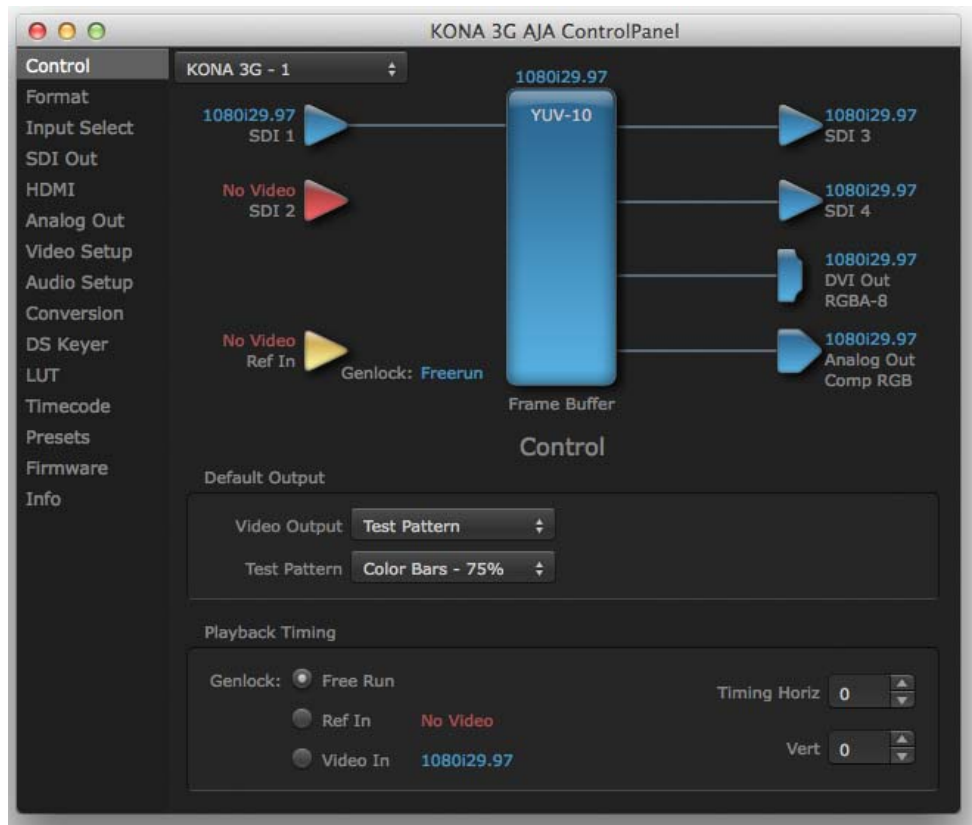 KONA 3G AJA ControlPanel
Control
Format
Input Select
SDI Out
HDMI
Analog Out
Video Setup
Audio Setup
Conversion
DS Keyer
LUT
Timecode
Presets
Firmware
Info
KONA 3G - 1
1080i29.97
YUV-10
1080i29.97
SDI 1
No Video
SDI 2
No Video
Ref In
Genlock: Freerun
Frame Buffer
1080i29.97
SDI 3
1080i29.97
SDI 4
1080i29.97
DVI Out
RGBA-8
1080i29.97
Analog Out
Comp RGB
Control
Default Output
Video Output Test Pattern
Test Pattern Color Bars - 75%
Playback Timing
Genlock: Free Run
Ref In No Video
Video In 1080i29.97
Timing Horiz 0
Vert 0